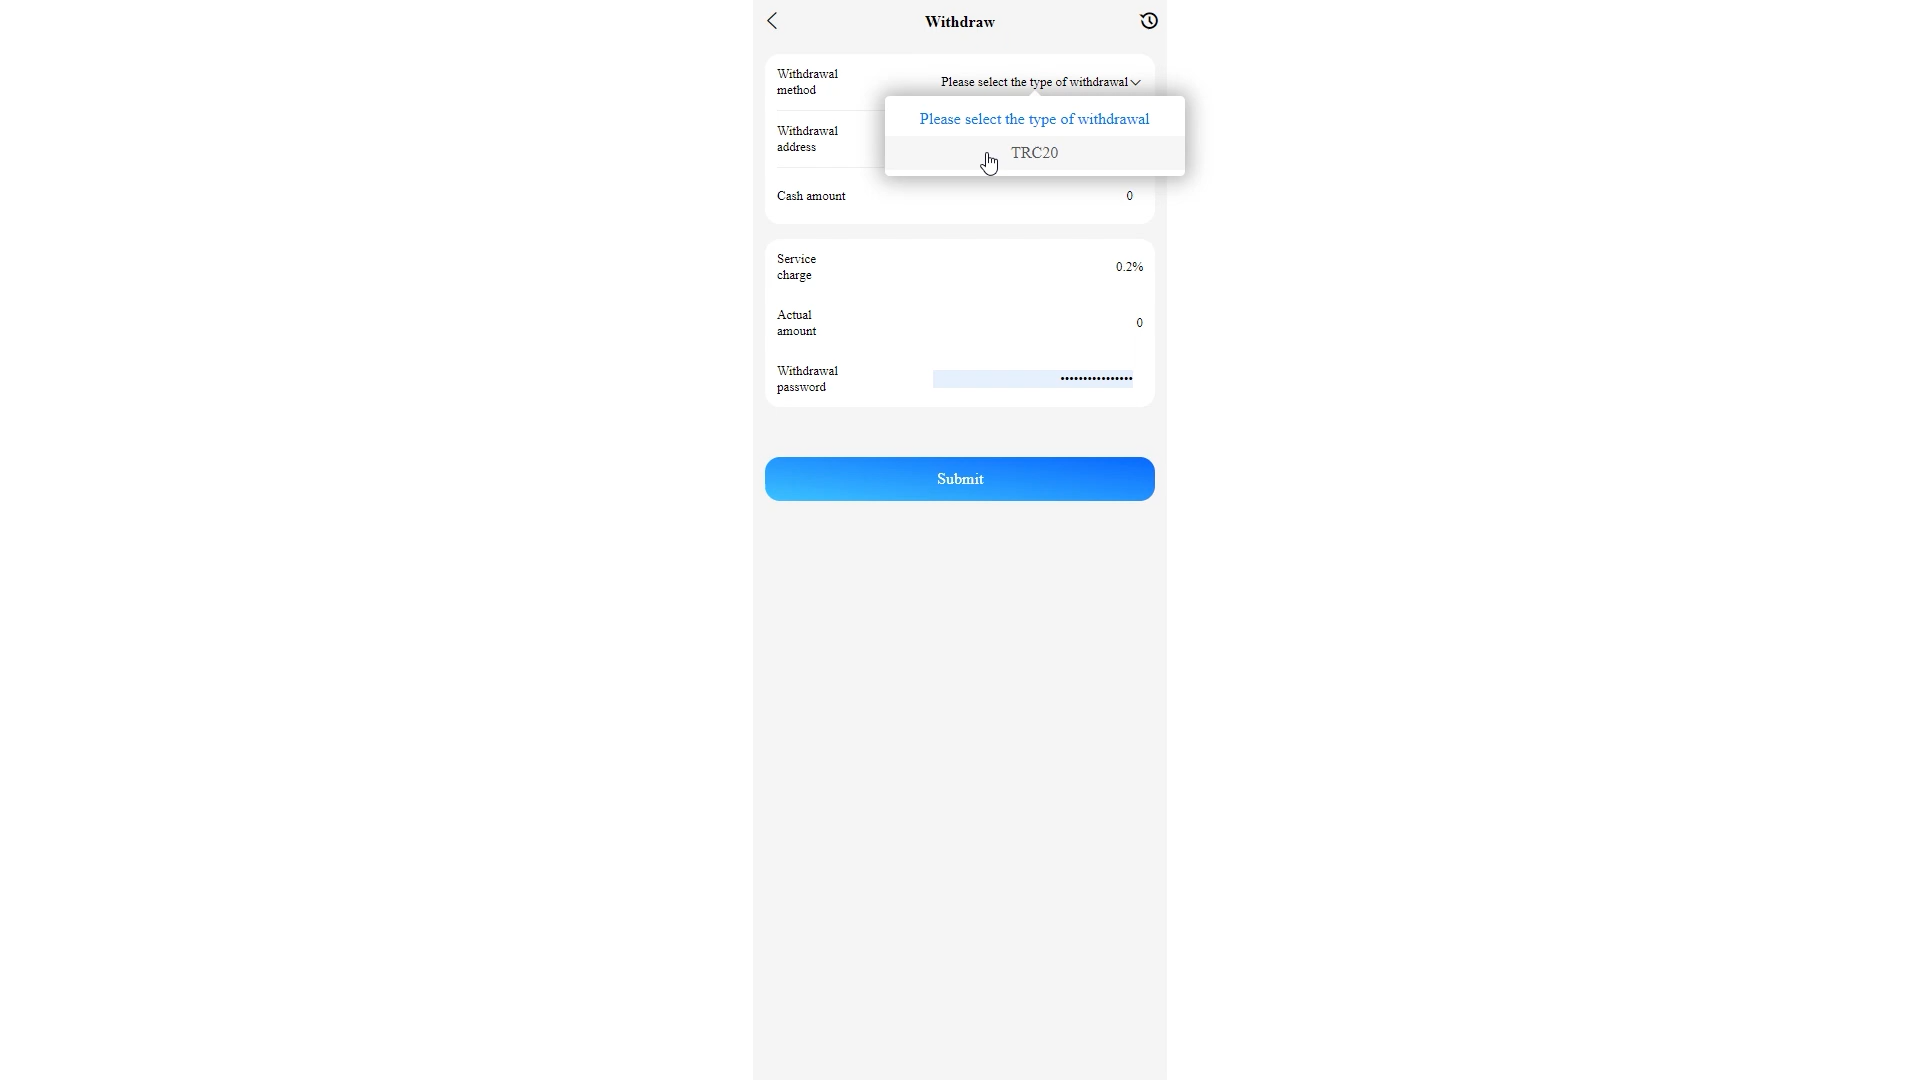 Withdraw
Withdrawal
method
Please select the type of withdrawal
Please select the type of withdrawal
TRC20
Withdrawal
address
Cash amount
0
Service
charge
0.2%
Actual
amount
0
Withdrawal
password
••••••••••••••••
Submit